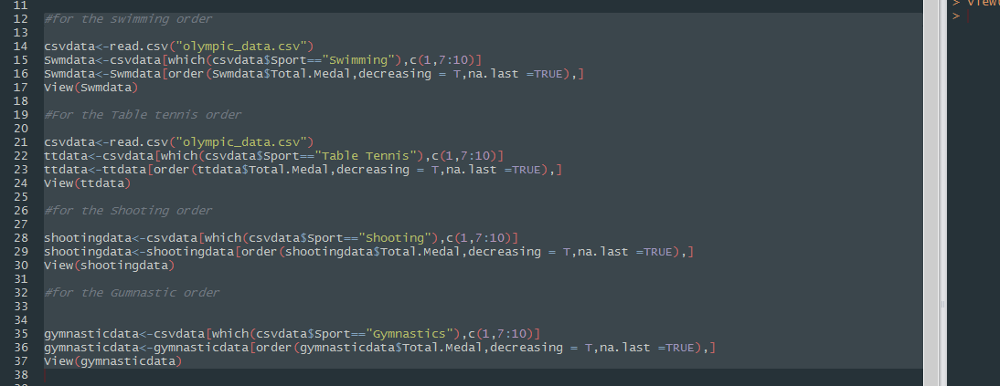 11
12 #for the swimming order
13
14 csvdata<-read.csv("olympic_data.csv")
15 Swmdata<-csvdata[which(csvdata$Sport=="Swimming"),c(1,7:10)]
16 Swmdata<-Swmdata[order(Swmdata$Total.Medal,decreasing = T,na.last =TRUE),]
17 View(Swmdata)
18
19 #For the Table tennis order
20
21 csvdata<-read.csv("olympic_data.csv")
22 ttdata<-csvdata[which(csvdata$Sport=="Table Tennis"),c(1,7:10)]
23 ttdata<-ttdata[order(ttdata$Total.Medal,decreasing = T,na.last =TRUE),]
24 View(ttdata)
25
26 #for the Shooting order
27
28 shootingdata<-csvdata[which(csvdata$Sport=="Shooting"),c(1,7:10)]
29 shootingdata<-shootingdata[order(shootingdata$Total.Medal,decreasing = T,na.last =TRUE),]
30 View(shootingdata)
31
32 #for the Gumnastic order
33
34
35 gymnasticdata<-csvdata[which(csvdata$Sport=="Gymnastics"),c(1,7:10)]
36 gymnasticdata<-gymnasticdata[order(gymnasticdata$Total.Medal,decreasing = T,na.last =TRUE),]
37 View(gymnasticdata)
38
>
>